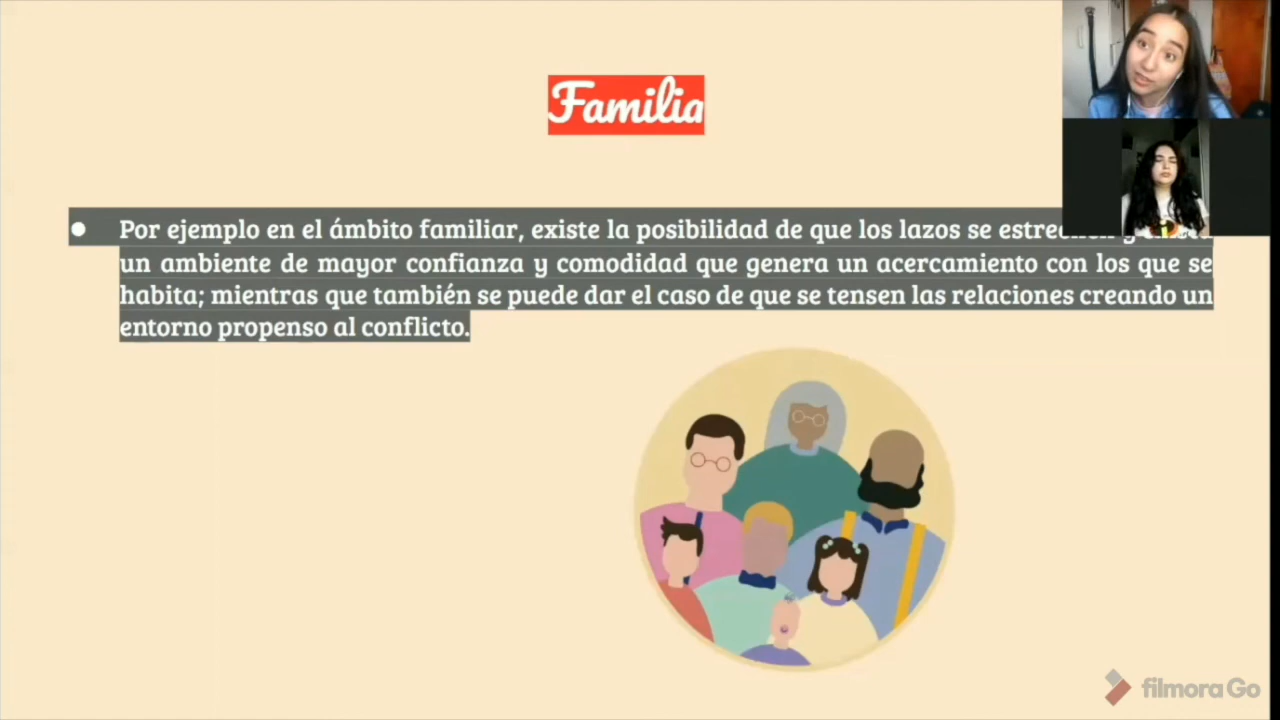 Familia
● Por ejemplo en el ámbito familiar, existe la posibilidad de que los lazos se
un ambiente de mayor confianza y comodidad que genera un acercamiento con los que se
habita; mientras que también se puede dar el caso de que se tensen las relaciones creando un
entorno propenso al conflicto.
filmoraGo